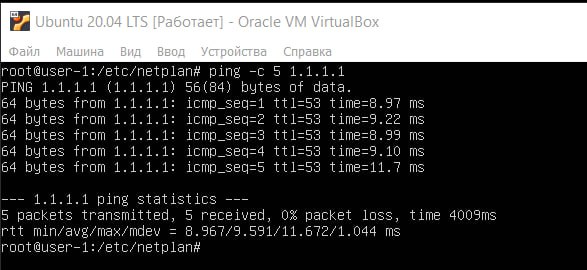 Ubuntu 20.04 LTS [Работает] - Oracle VM VirtualBox
Файл Машина Вид Ввод Устройства Справка
root@user-1:/etc/netplan# ping -c 5 1.1.1.1
PING 1.1.1.1 (1.1.1.1) 56(84) bytes of data.
64 bytes from 1.1.1.1: icmp_seq=1 ttl=53 time=8.97 ms
64 bytes from 1.1.1.1: icmp_seq=2 ttl=53 time=9.22 ms
64 bytes from 1.1.1.1: icmp_seq=3 ttl=53 time=8.99 ms
64 bytes from 1.1.1.1: icmp_seq=4 ttl=53 time=9.10 ms
64 bytes from 1.1.1.1: icmp_seq=5 ttl=53 time=11.7 ms
--- 1.1.1.1 ping statistics ---
5 packets transmitted, 5 received, 0% packet loss, time 4009ms
rtt min/avg/max/mdev = 8.967/9.591/11.672/1.044 ms
root@user-1:/etc/netplan#